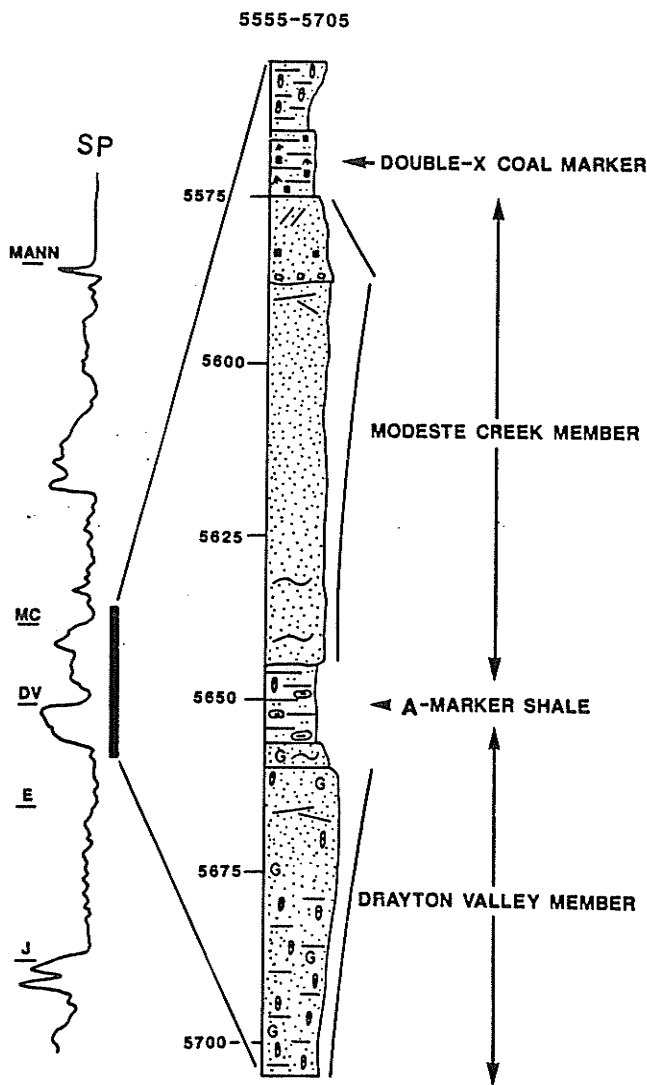 5555-5705
SP
DOUBLE-X COAL MARKER
5575
MANN
5600
MODESTE CREEK MEMBER
5625
MC
5650
DV
A-MARKER SHALE
G
G
E
5675
G
DRAYTON VALLEY MEMBER
G
J
G
5700